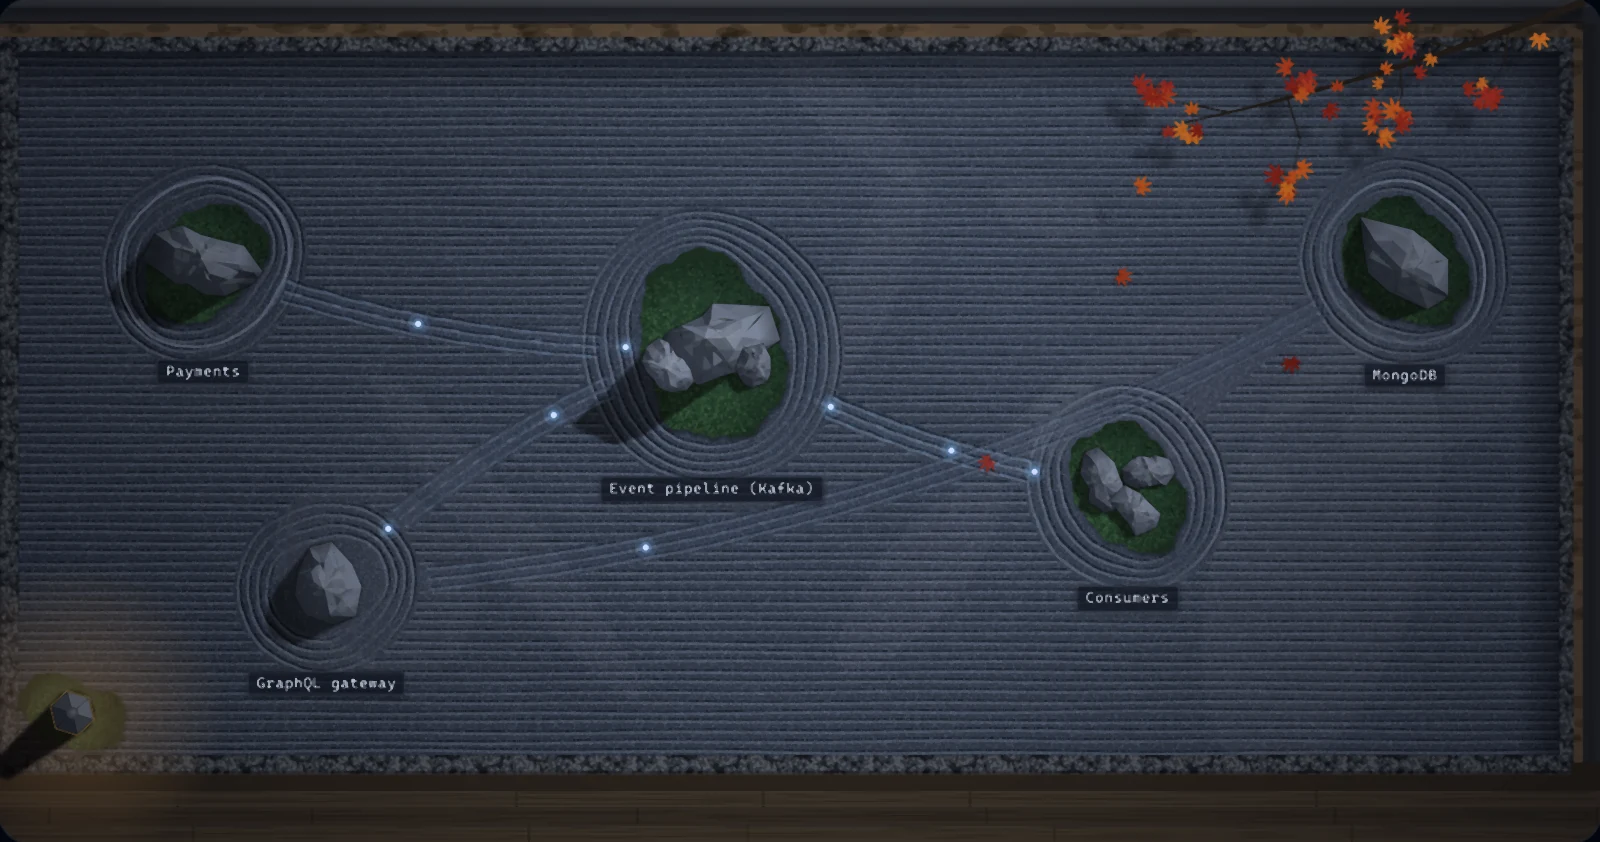 Payments
MongoDB
Event pipeline (Kafka)
Consumers
GraphQL gateway